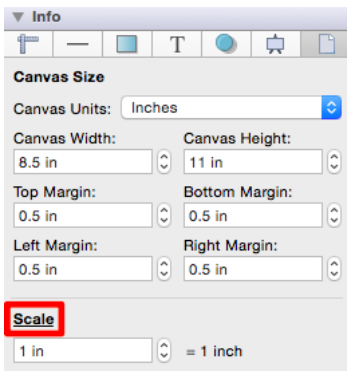 Info
T
Canvas Size
Canvas Units: Inches
Canvas Width: Canvas Height:
8.5 in 11 in
Top Margin: Bottom Margin:
0.5 in 0.5 in
Left Margin: Right Margin:
0.5 in 0.5 in
Scale
1 in = 1 inch